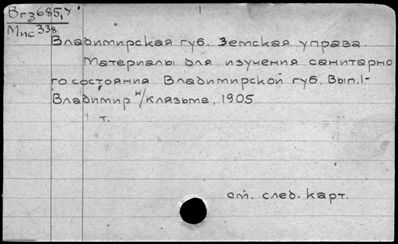 Вгз685,7
Мис338
Владимирская губ. Земская управа.
Материалы для изучения санитарно
го состояния Владимирской губ. Вып.1-
Владимир н/Клязьме, 1905
1 т.
см. след. карт.